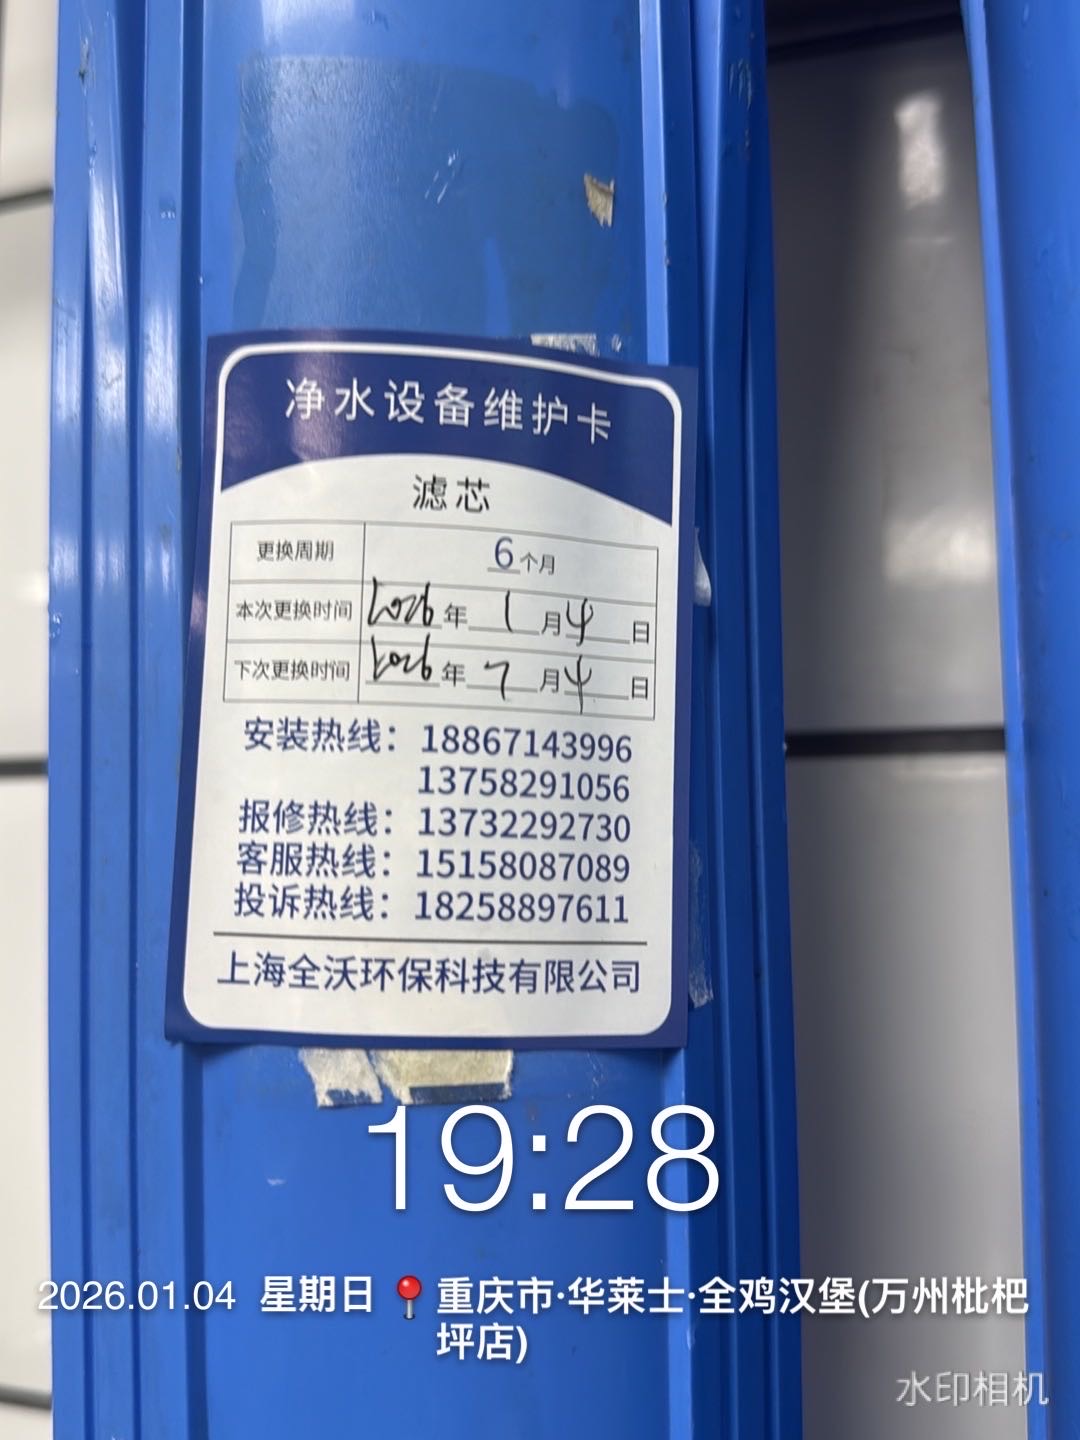 净水设备维护卡
滤芯
更换周期 6个月
本次更换时间 2026年1月4日
下次更换时间 2026年7月4日
安装热线：18867143996
13758291056
报修热线：13732292730
客服热线：15158087089
投诉热线：18258897611
上海全沃环保科技有限公司
19:28
2026.01.04 星期日 📍重庆市·华莱士·全鸡汉堡(万州枇杷
坪店)
水印相机